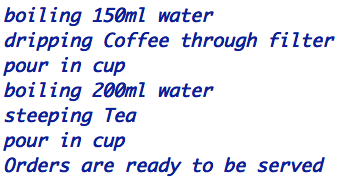 boiling 150ml water
dripping Coffee through filter
pour in cup
boiling 200ml water
steeping Tea
pour in cup
Orders are ready to be served